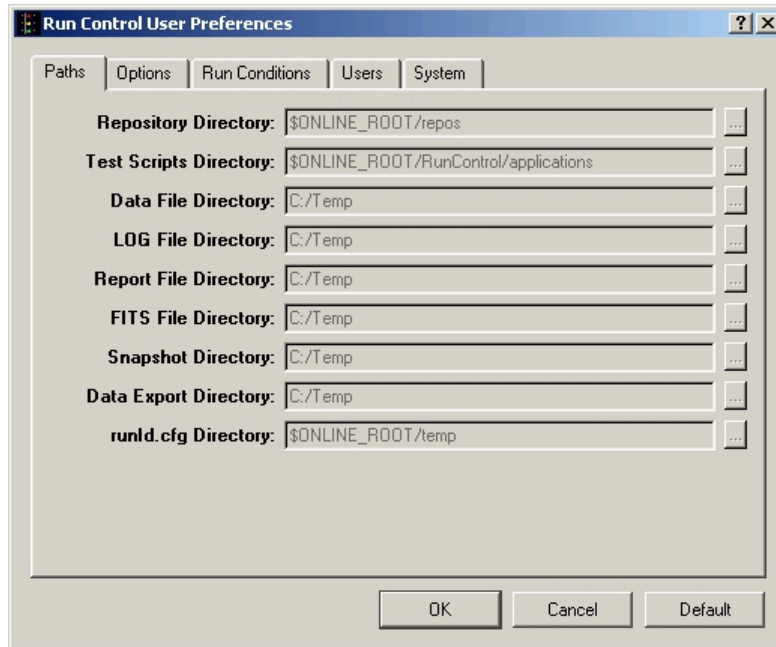 Run Control User Preferences
Paths Options Run Conditions Users System
Repository Directory: $ONLINE_ROOT/repos ...
Test Scripts Directory: $ONLINE_ROOT/RunControl/applications ...
Data File Directory: C:/Temp ...
LOG File Directory: C:/Temp ...
Report File Directory: C:/Temp ...
FITS File Directory: C:/Temp ...
Snapshot Directory: C:/Temp ...
Data Export Directory: C:/Temp ...
runId.cfg Directory: $ONLINE_ROOT/temp ...
OK Cancel Default